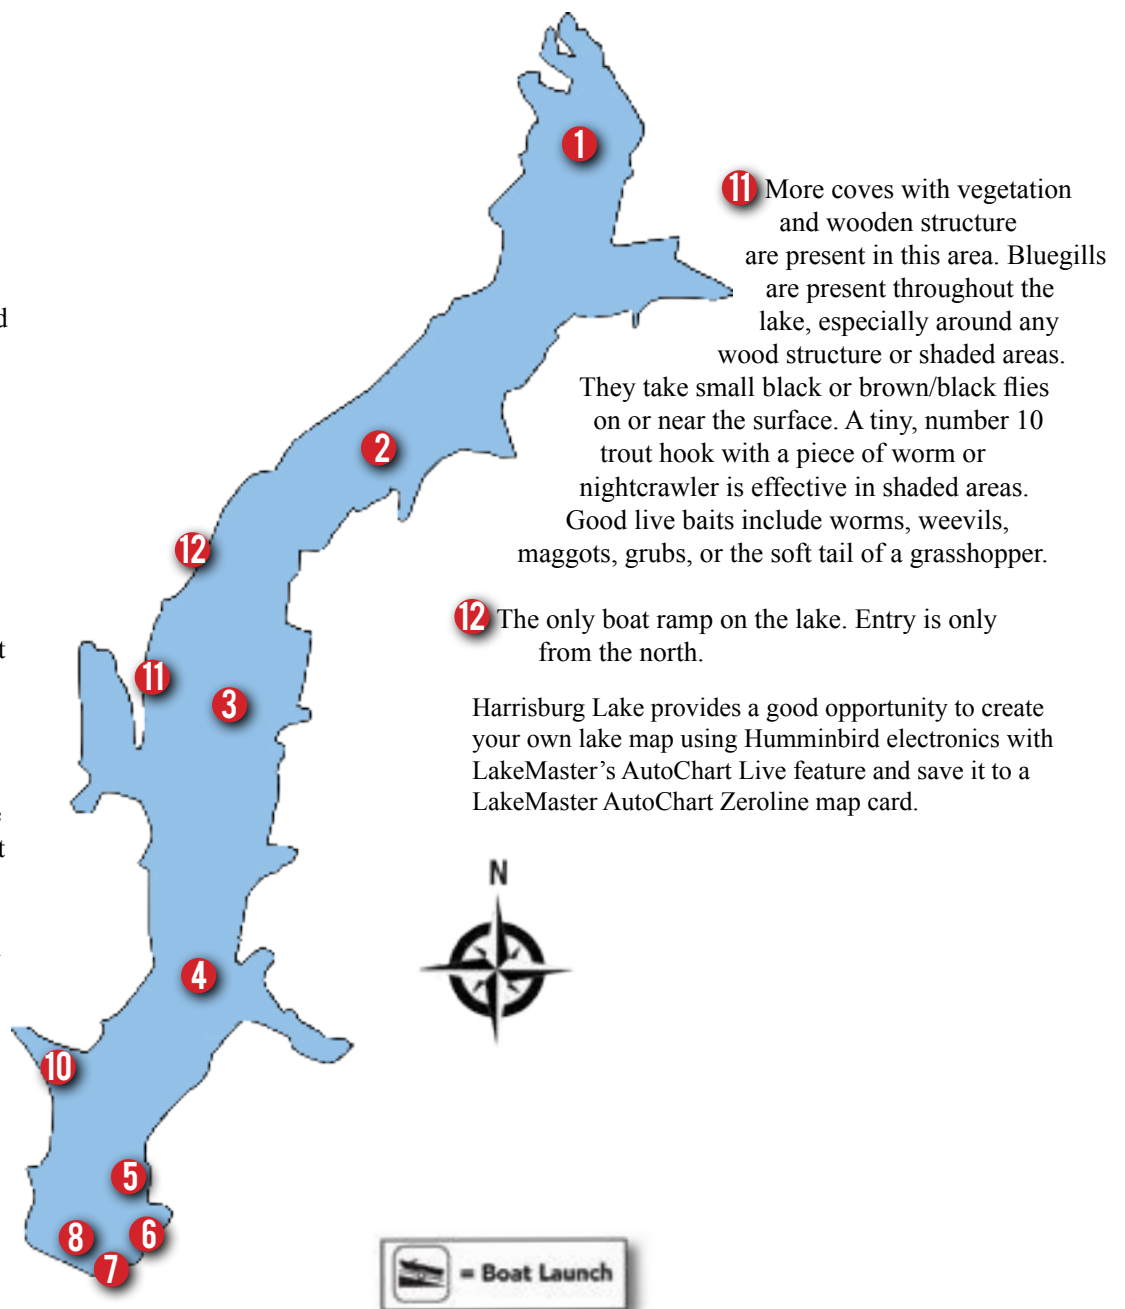 1
11 More coves with vegetation
and wooden structure
are present in this area. Bluegills
are present throughout the
lake, especially around any
wood structure or shaded areas.
They take small black or brown/black flies
on or near the surface. A tiny, number 10
trout hook with a piece of worm or
nightcrawler is effective in shaded areas.
Good live baits include worms, weevils,
maggots, grubs, or the soft tail of a grasshopper.
2
12
12 The only boat ramp on the lake. Entry is only
from the north.
11
3
Harrisburg Lake provides a good opportunity to create
your own lake map using Humminbird electronics with
LakeMaster's AutoChart Live feature and save it to a
LakeMaster AutoChart Zeroline map card.
N
4
10
5
6
8
7
= Boat Launch